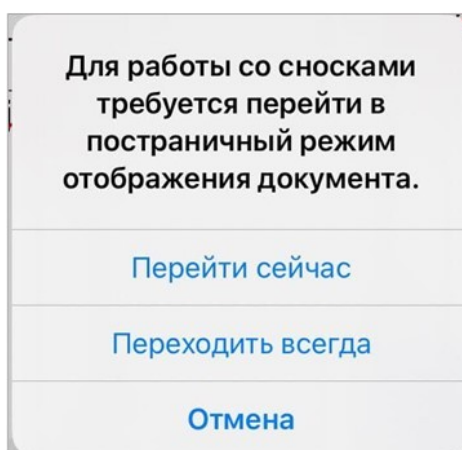 Для работы со сносками
требуется перейти в
постраничный режим
отображения документа.
Перейти сейчас
Переходить всегда
Отмена